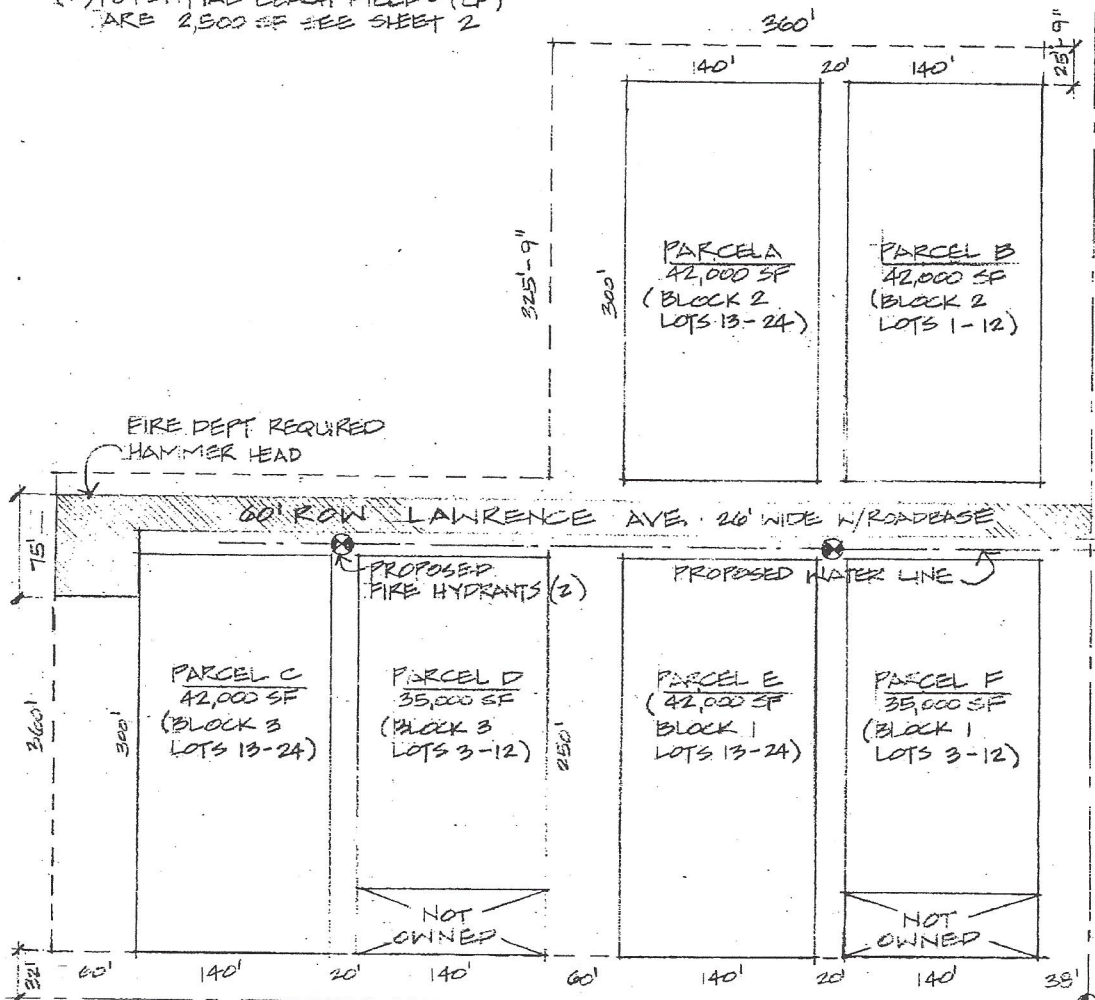 ARE 2,500 SF SEE SHEET 2
360'
25'-9"
140'
20'
140'
325'-9"
300'
PARCEL A
42,000 SF
(BLOCK 2
LOTS 13-24)
PARCEL B
42,000 SF
(BLOCK 2
LOTS 1-12)
FIRE DEPT REQUIRED
HAMMER HEAD
75'
60' ROW LAWRENCE AVE. 26' WIDE W/ROADBASE
PROPOSED
FIRE HYDRANTS (2)
PROPOSED WATER LINE
360'
300'
PARCEL C
42,000 SF
(BLOCK 3
LOTS 13-24)
PARCEL D
35,000 SF
(BLOCK 3
LOTS 3-12)
250'
PARCEL E
(42,000 SF
BLOCK 1
LOTS 13-24)
PARCEL F
35,000 SF
(BLOCK 1
LOTS 3-12)
NOT
OWNED
NOT
OWNED
32'
60'
140'
20'
140'
60'
140'
20'
140'
38'